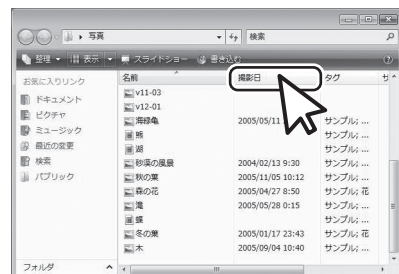 写真
検索
整理 表示 スライドショー 書き込む
お気に入りリンク
ドキュメント
ピクチャ
ミュージック
最近の変更
検索
パブリック
フォルダ
名前 撮影日 タグ サ
v11-03
v12-01
海緑亀 2005/05/11 サンプル; ...
熊 サンプル; ...
湖 サンプル; ...
砂漠の風景 2004/02/13 9:30 サンプル; ...
秋の葉 2005/11/05 10:12 サンプル; ...
森の花 2005/04/27 8:50 サンプル; 花
滝 2005/05/28 0:15 サンプル; ...
蝶 サンプル; ...
冬の葉 2005/01/17 23:43 サンプル; 花
木 2005/09/04 10:40 サンプル; ...